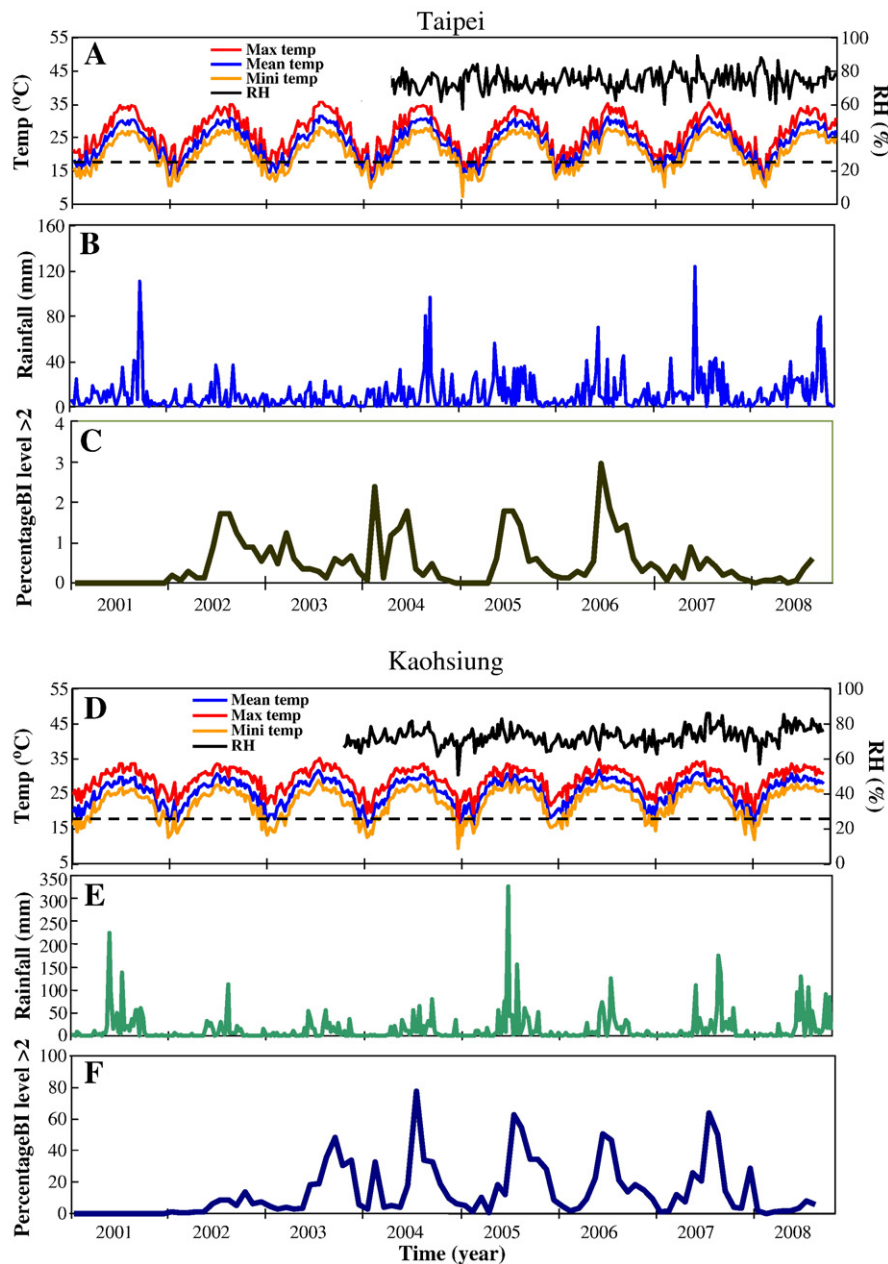 Taipei
A
Max temp
Mean temp
Mini temp
RH
Temp (ºC)
55
45
35
25
15
5
RH (%)
100
80
60
40
20
0
B
Rainfall (mm)
160
120
80
40
0
C
PercentageBI level >2
4
3
2
1
0
2001 2002 2003 2004 2005 2006 2007 2008
Kaohsiung
D
Mean temp
Max temp
Mini temp
RH
Temp (ºC)
55
45
35
25
15
5
RH (%)
100
80
60
40
20
0
E
Rainfall (mm)
350
300
250
200
150
100
50
0
F
PercentageBI level >2
100
80
60
40
20
0
2001 2002 2003 2004 2005 2006 2007 2008
Time (year)